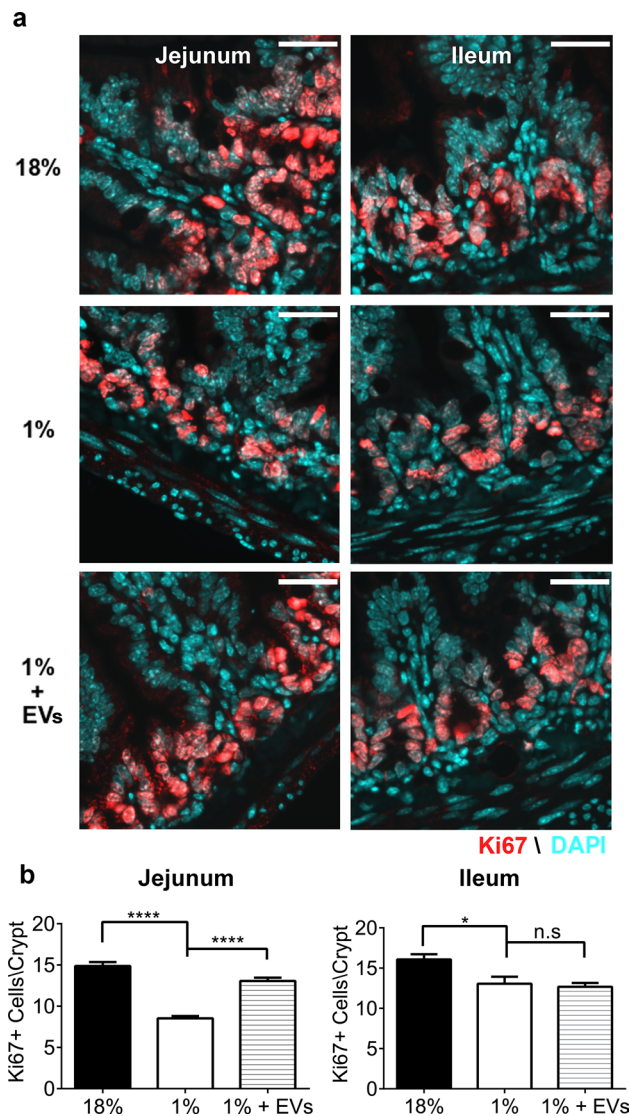 a
Jejunum Ileum
18%
1%
1%
+
EVs
Ki67 \ DAPI
b
Jejunum Ileum
Ki67+ Cells\Crypt
20
15
10
5
0
****
****
18% 1% 1% + EVs
Ki67+ Cells\Crypt
20
15
10
5
0
*
n.s
18% 1% 1% + EVs